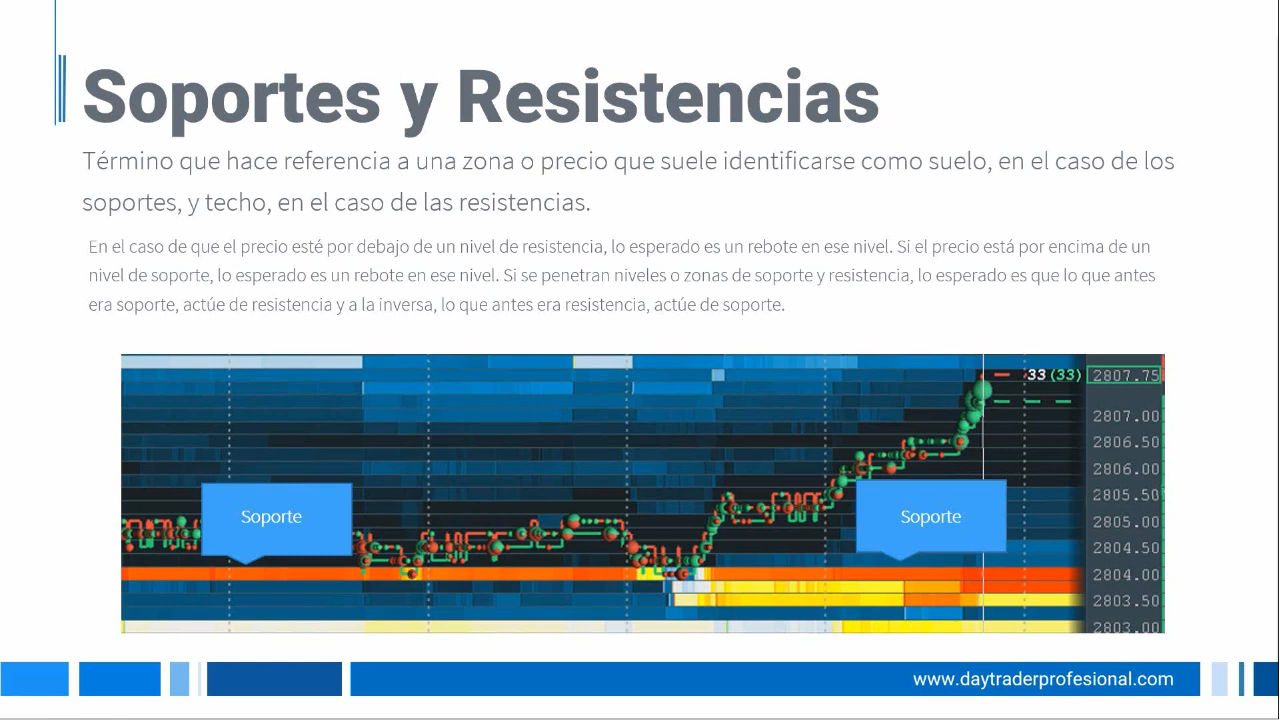 Soportes y Resistencias
Término que hace referencia a una zona o precio que suele identificarse como suelo, en el caso de los
soportes, y techo, en el caso de las resistencias.
En el caso de que el precio esté por debajo de un nivel de resistencia, lo esperado es un rebote en ese nivel. Si el precio está por encima de un
nivel de soporte, lo esperado es un rebote en ese nivel. Si se penetran niveles o zonas de soporte y resistencia, lo esperado es que lo que antes
era soporte, actúe de resistencia y a la inversa, lo que antes era resistencia, actúe de soporte.
33 (33) 2807.75
2807.00
2806.50
2806.00
2805.50
Soporte
Soporte
2805.00
2804.50
2804.00
2803.50
2803.00
www.daytraderprofesional.com